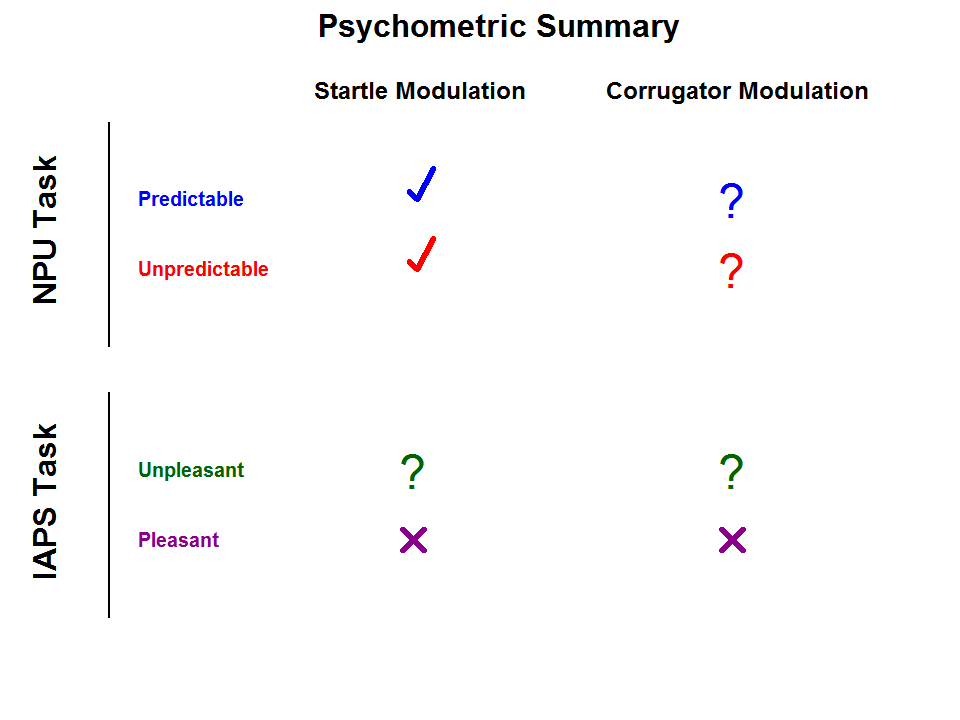 Psychometric Summary
Startle Modulation Corrugator Modulation
NPU Task
Predictable ✓ ?
Unpredictable ✓ ?
IAPS Task
Unpleasant ? ?
Pleasant ✕ ✕